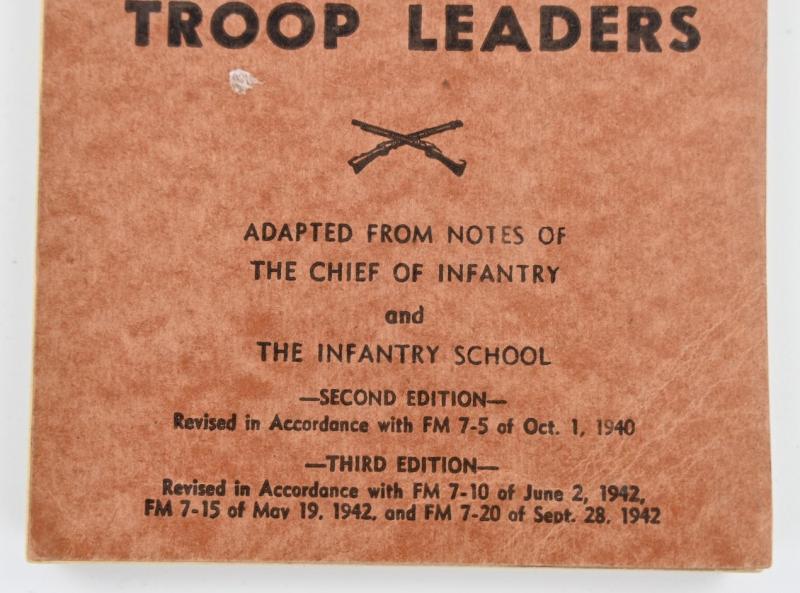 TROOP LEADERS
ADAPTED FROM NOTES OF
THE CHIEF OF INFANTRY
and
THE INFANTRY SCHOOL
—SECOND EDITION—
Revised in Accordance with FM 7-5 of Oct. 1, 1940
—THIRD EDITION—
Revised in Accordance with FM 7-10 of June 2, 1942,
FM 7-15 of May 19, 1942, and FM 7-20 of Sept. 28, 1942